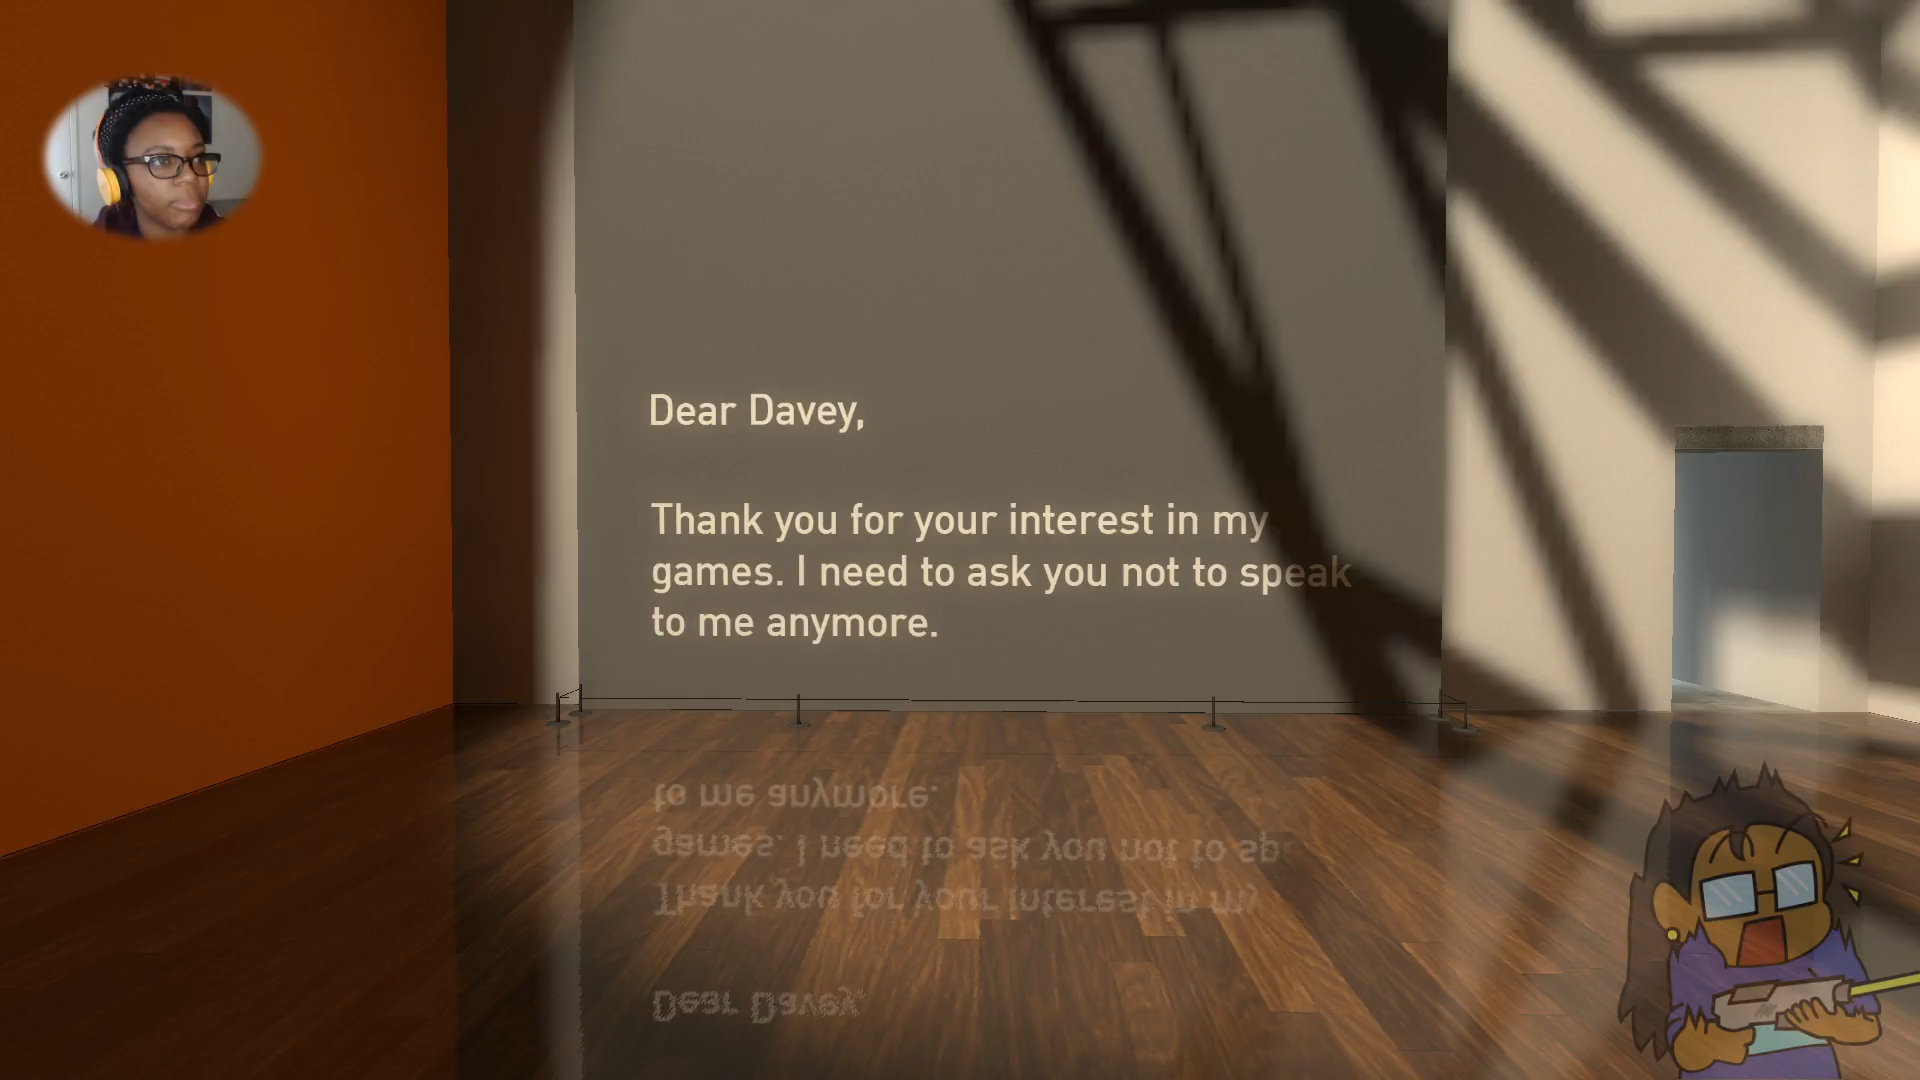 Dear Davey,
Thank you for your interest in my
games. I need to ask you not to speak
to me anymore.